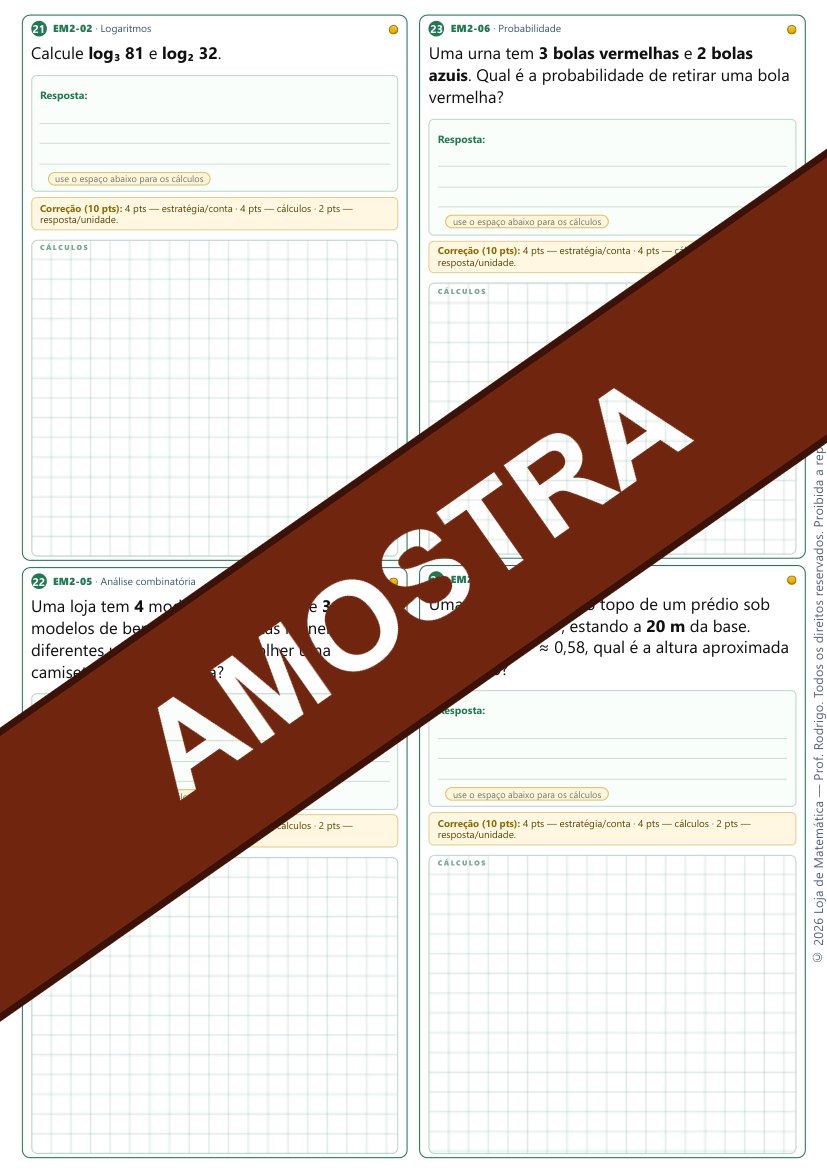 21 EM2-02 · Logaritmos
Calcule log₃ 81 e log₂ 32.
Resposta:
use o espaço abaixo para os cálculos
Correção (10 pts): 4 pts — estratégia/conta · 4 pts — cálculos · 2 pts —
resposta/unidade.
CÁLCULOS
23 EM2-06 · Probabilidade
Uma urna tem 3 bolas vermelhas e 2 bolas
azuis. Qual é a probabilidade de retirar uma bola
vermelha?
Resposta:
use o espaço abaixo para os cálculos
Correção (10 pts): 4 pts — estratégia/conta · 4 pts —
resposta/unidade.
CÁLCULOS
22 EM2-05 · Análise combinatória
Uma loja tem 4
modelos de
diferentes
topo de um prédio sob
, estando a 20 m da base.
≈ 0,58, qual é a altura aproximada
Resposta:
use o espaço abaixo para os cálculos
cálculos · 2 pts —
Correção (10 pts): 4 pts — estratégia/conta · 4 pts — cálculos · 2 pts —
resposta/unidade.
CÁLCULOS
AMOSTRA
© 2026 Loja de Matemática — Prof. Rodrigo. Todos os direitos reservados. Proibida a